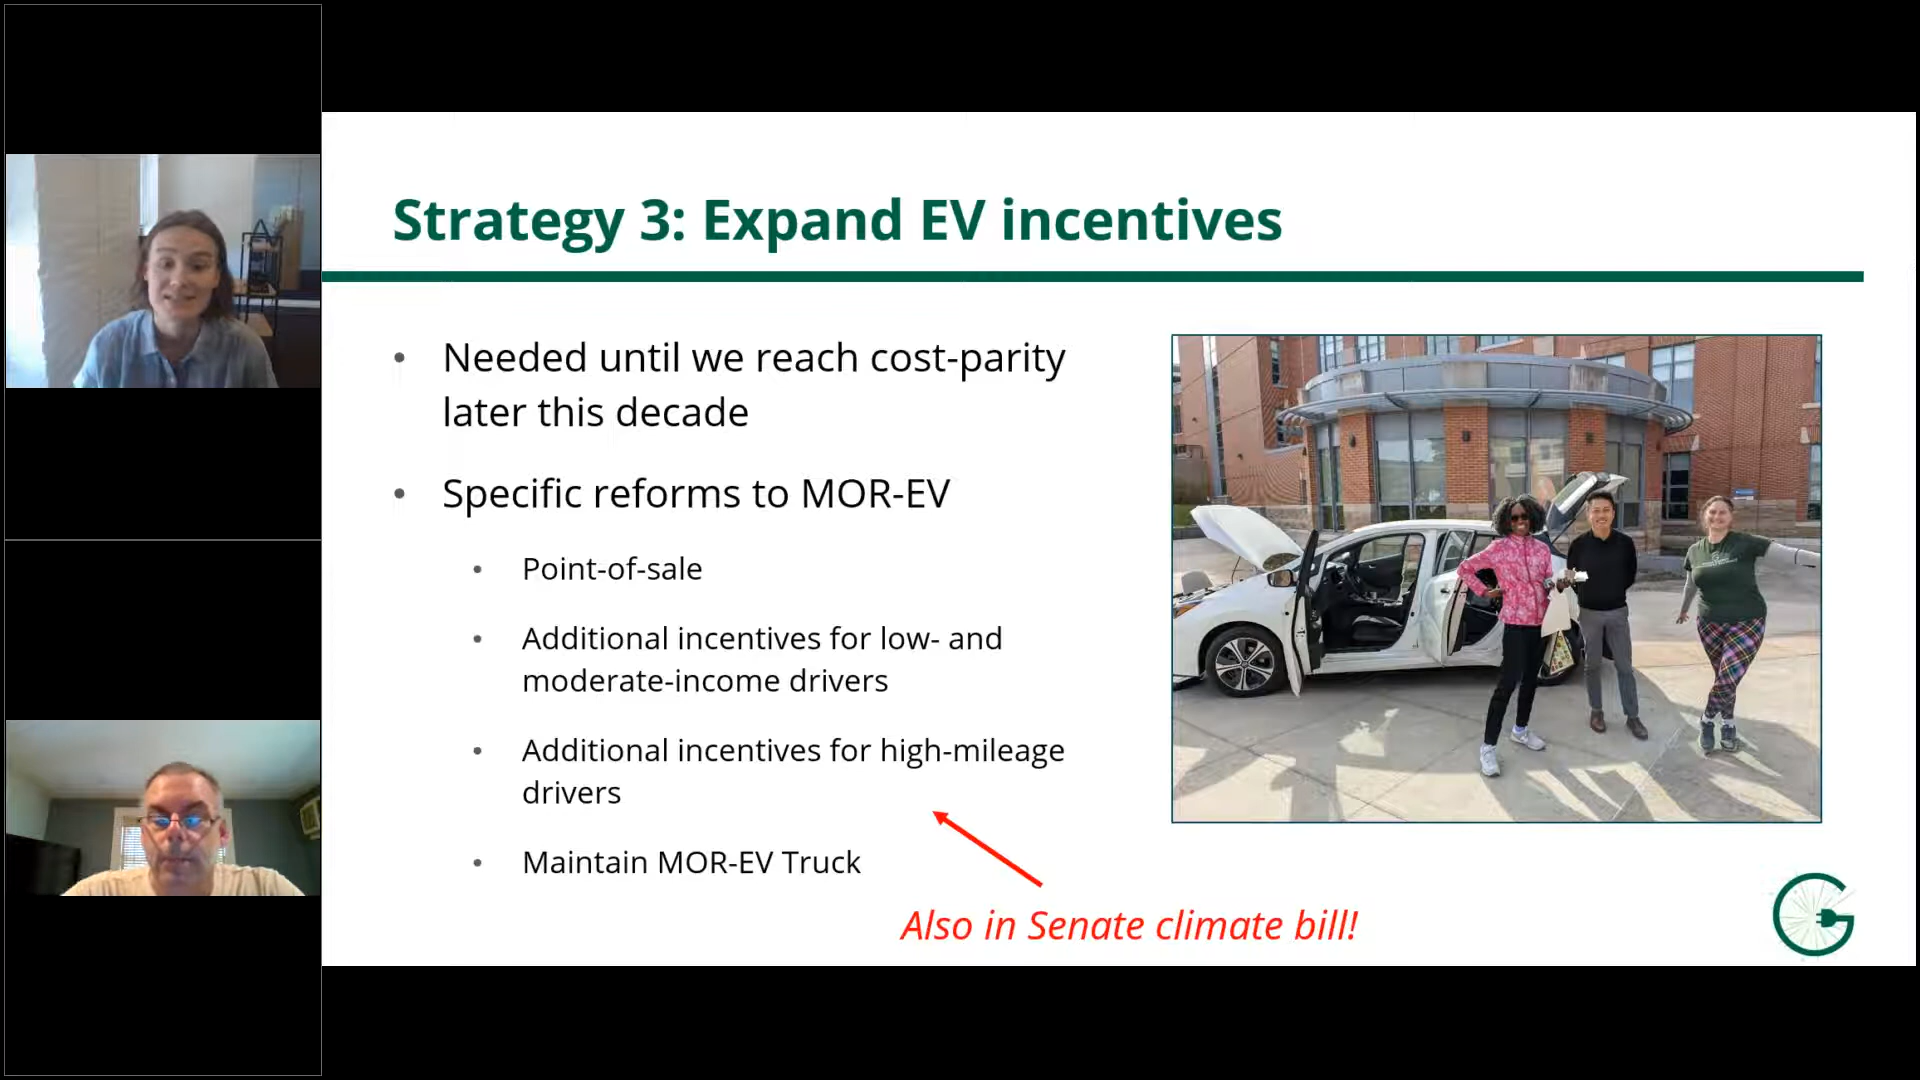 Strategy 3: Expand EV incentives
• Needed until we reach cost-parity
later this decade
• Specific reforms to MOR-EV
• Point-of-sale
• Additional incentives for low- and
moderate-income drivers
• Additional incentives for high-mileage
drivers
• Maintain MOR-EV Truck
Also in Senate climate bill!